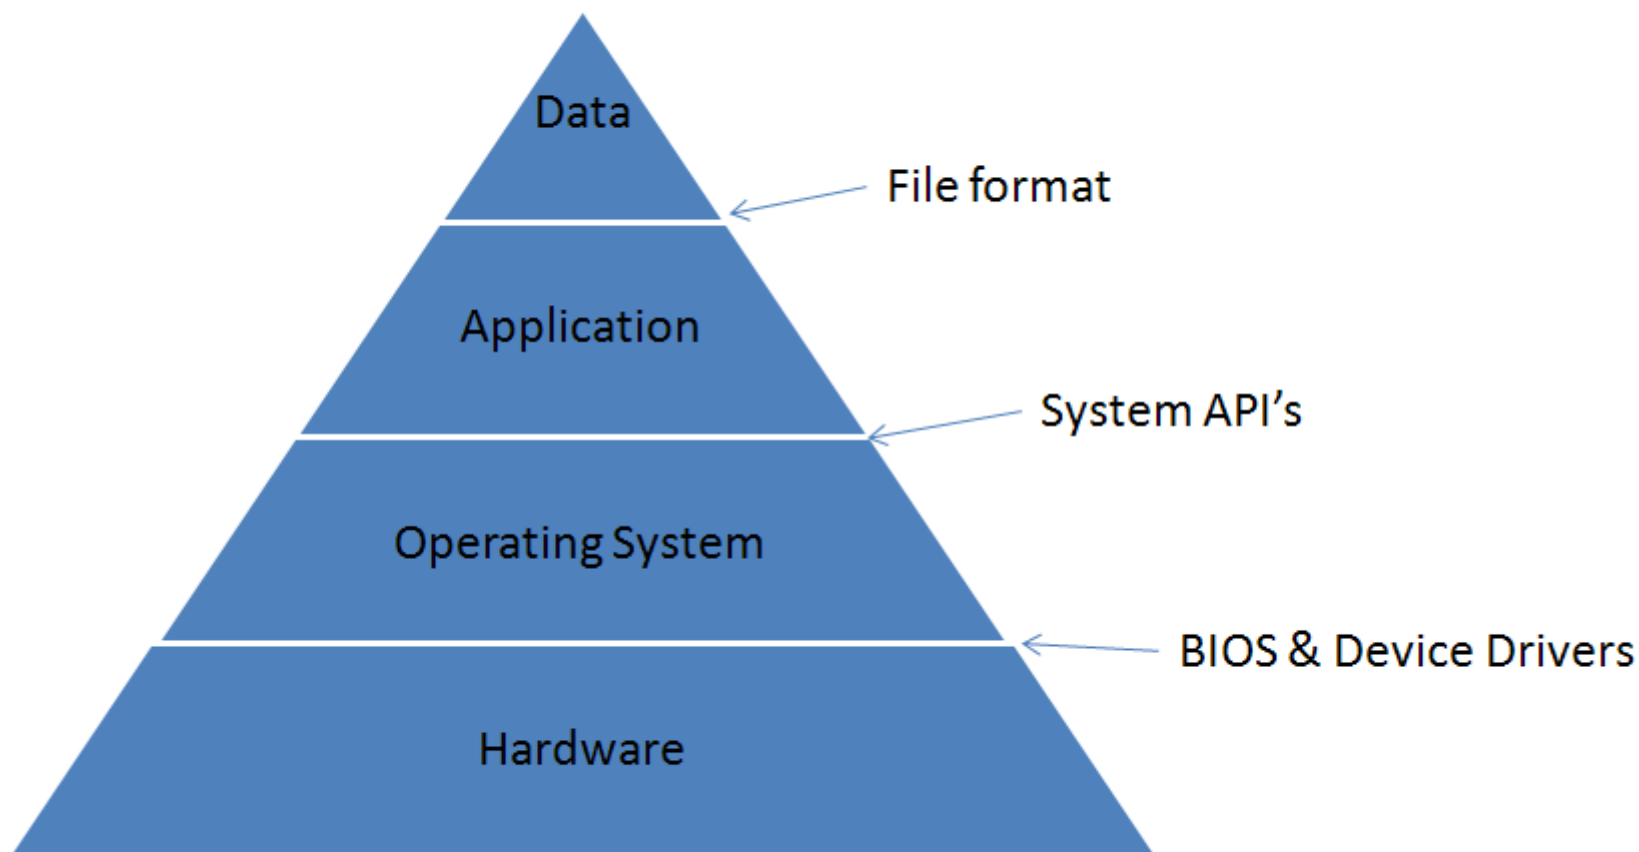 Data
File format
Application
System API’s
Operating System
BIOS & Device Drivers
Hardware